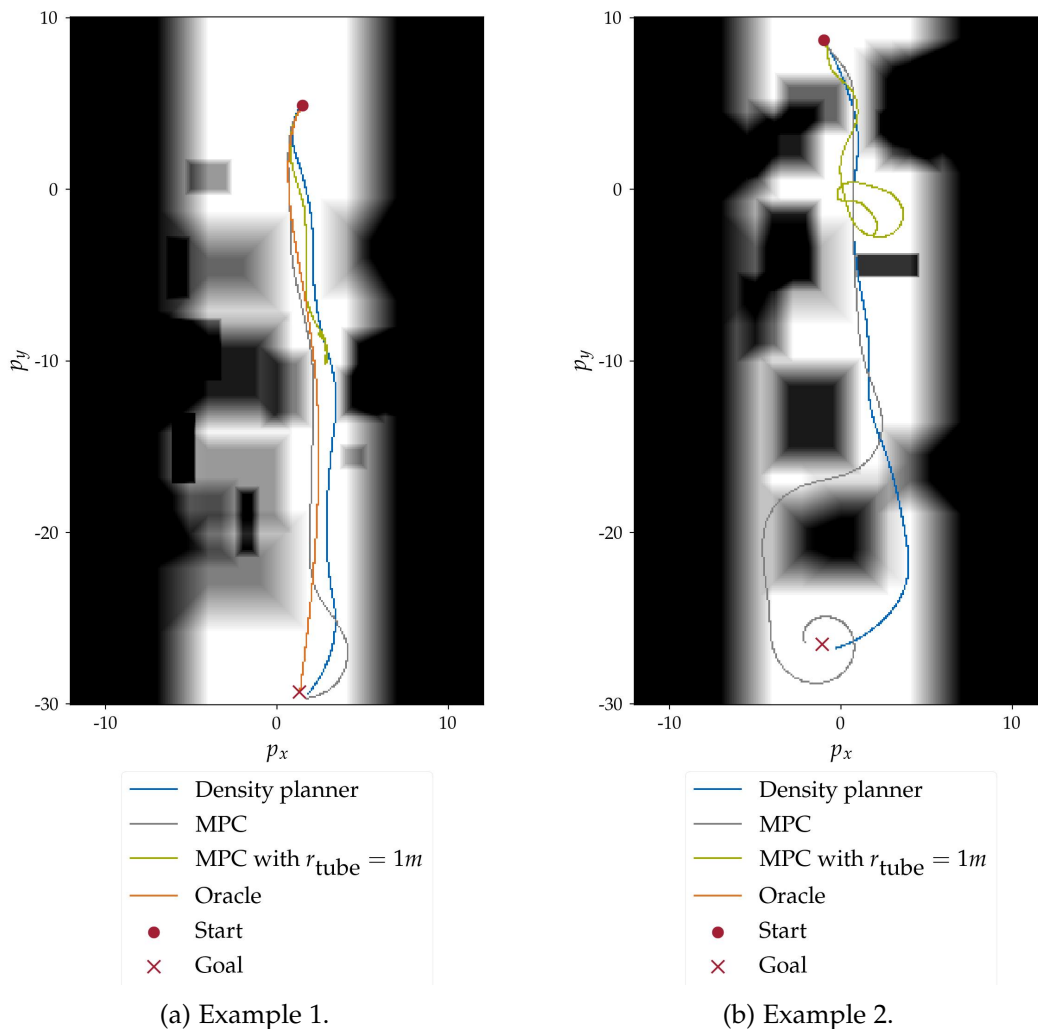 10
0
-10
-20
-30
p_y
-10
0
10
p_x
Density planner
MPC
MPC with r_tube = 1m
Oracle
Start
Goal
(a) Example 1.
10
0
-10
-20
-30
p_y
-10
0
10
p_x
Density planner
MPC
MPC with r_tube = 1m
Oracle
Start
Goal
(b) Example 2.